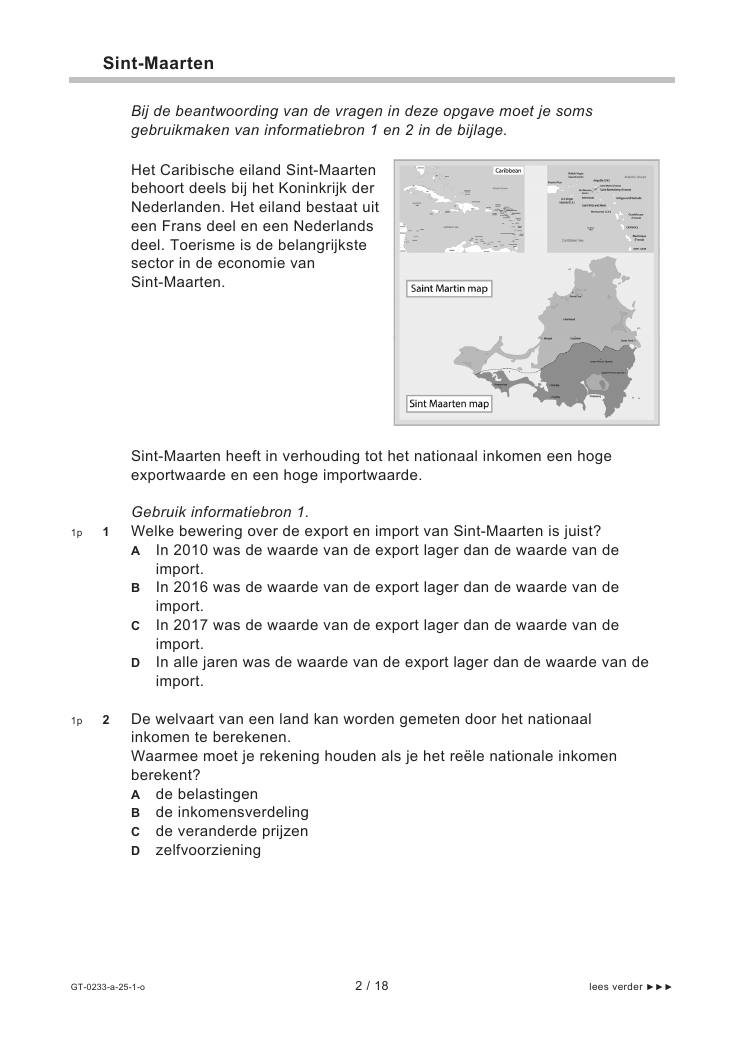 Sint-Maarten
Bij de beantwoording van de vragen in deze opgave moet je soms
gebruikmaken van informatiebron 1 en 2 in de bijlage.
Het Caribische eiland Sint-Maarten
behoort deels bij het Koninkrijk der
Nederlanden. Het eiland bestaat uit
een Frans deel en een Nederlands
deel. Toerisme is de belangrijkste
sector in de economie van
Sint-Maarten.
Caribbean
Saint Martin map
Sint Maarten map
Sint-Maarten heeft in verhouding tot het nationaal inkomen een hoge
exportwaarde en een hoge importwaarde.
Gebruik informatiebron 1.
1p 1 Welke bewering over de export en import van Sint-Maarten is juist?
A In 2010 was de waarde van de export lager dan de waarde van de
import.
B In 2016 was de waarde van de export lager dan de waarde van de
import.
C In 2017 was de waarde van de export lager dan de waarde van de
import.
D In alle jaren was de waarde van de export lager dan de waarde van de
import.
1p 2 De welvaart van een land kan worden gemeten door het nationaal
inkomen te berekenen.
Waarmee moet je rekening houden als je het reële nationale inkomen
berekent?
A de belastingen
B de inkomensverdeling
C de veranderde prijzen
D zelfvoorziening
GT-0233-a-25-1-o 2 / 18 lees verder ►►►